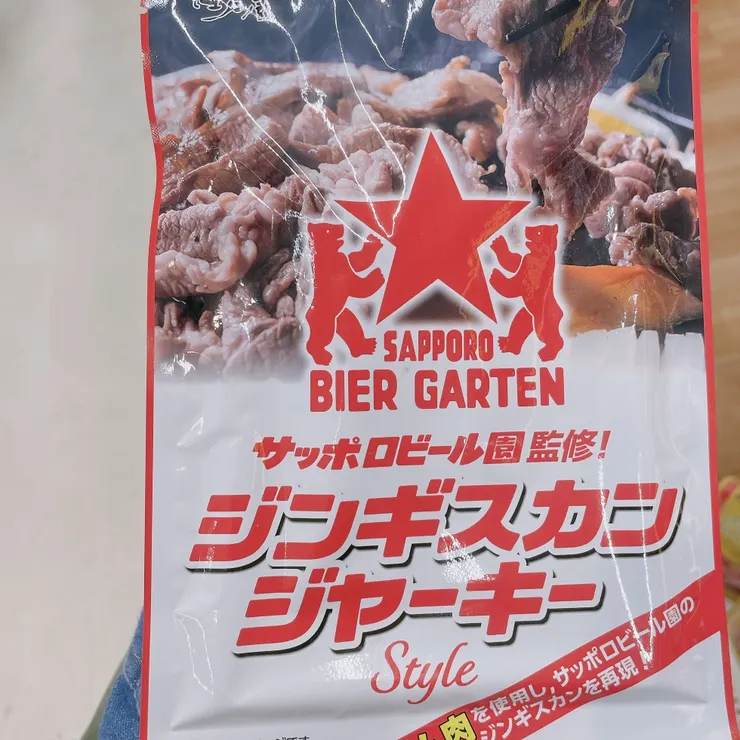 SAPPORO
BIER GARTEN
サッポロビール園 監修!
ジンギスカン
ジャーキー
Style
肉を使用し、サッポロビール園の
ジンギスカンを再現!
です